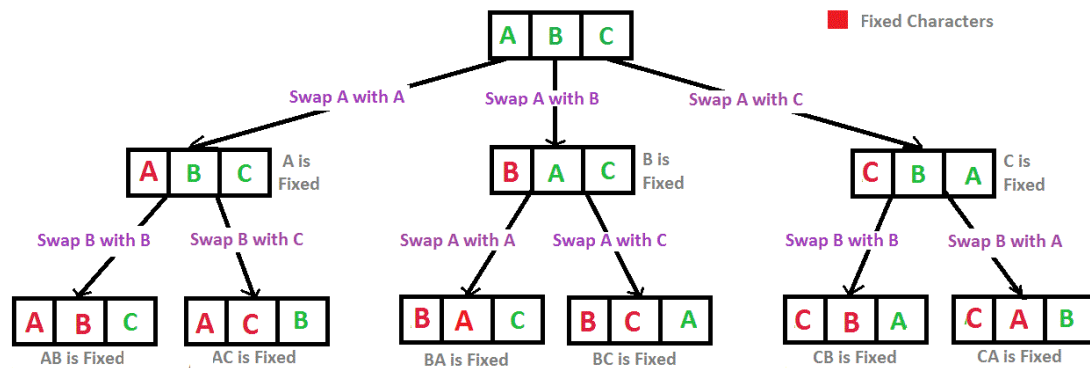 A B C
Fixed Characters
Swap A with A
Swap A with B
Swap A with C
A B C
A is
Fixed
B A C
B is
Fixed
C B A
C is
Fixed
Swap B with B
Swap B with C
Swap A with A
Swap A with C
Swap B with B
Swap B with A
A B C
A C B
B A C
B C A
C B A
C A B
AB is Fixed
AC is Fixed
BA is Fixed
BC is Fixed
CB is Fixed
CA is Fixed